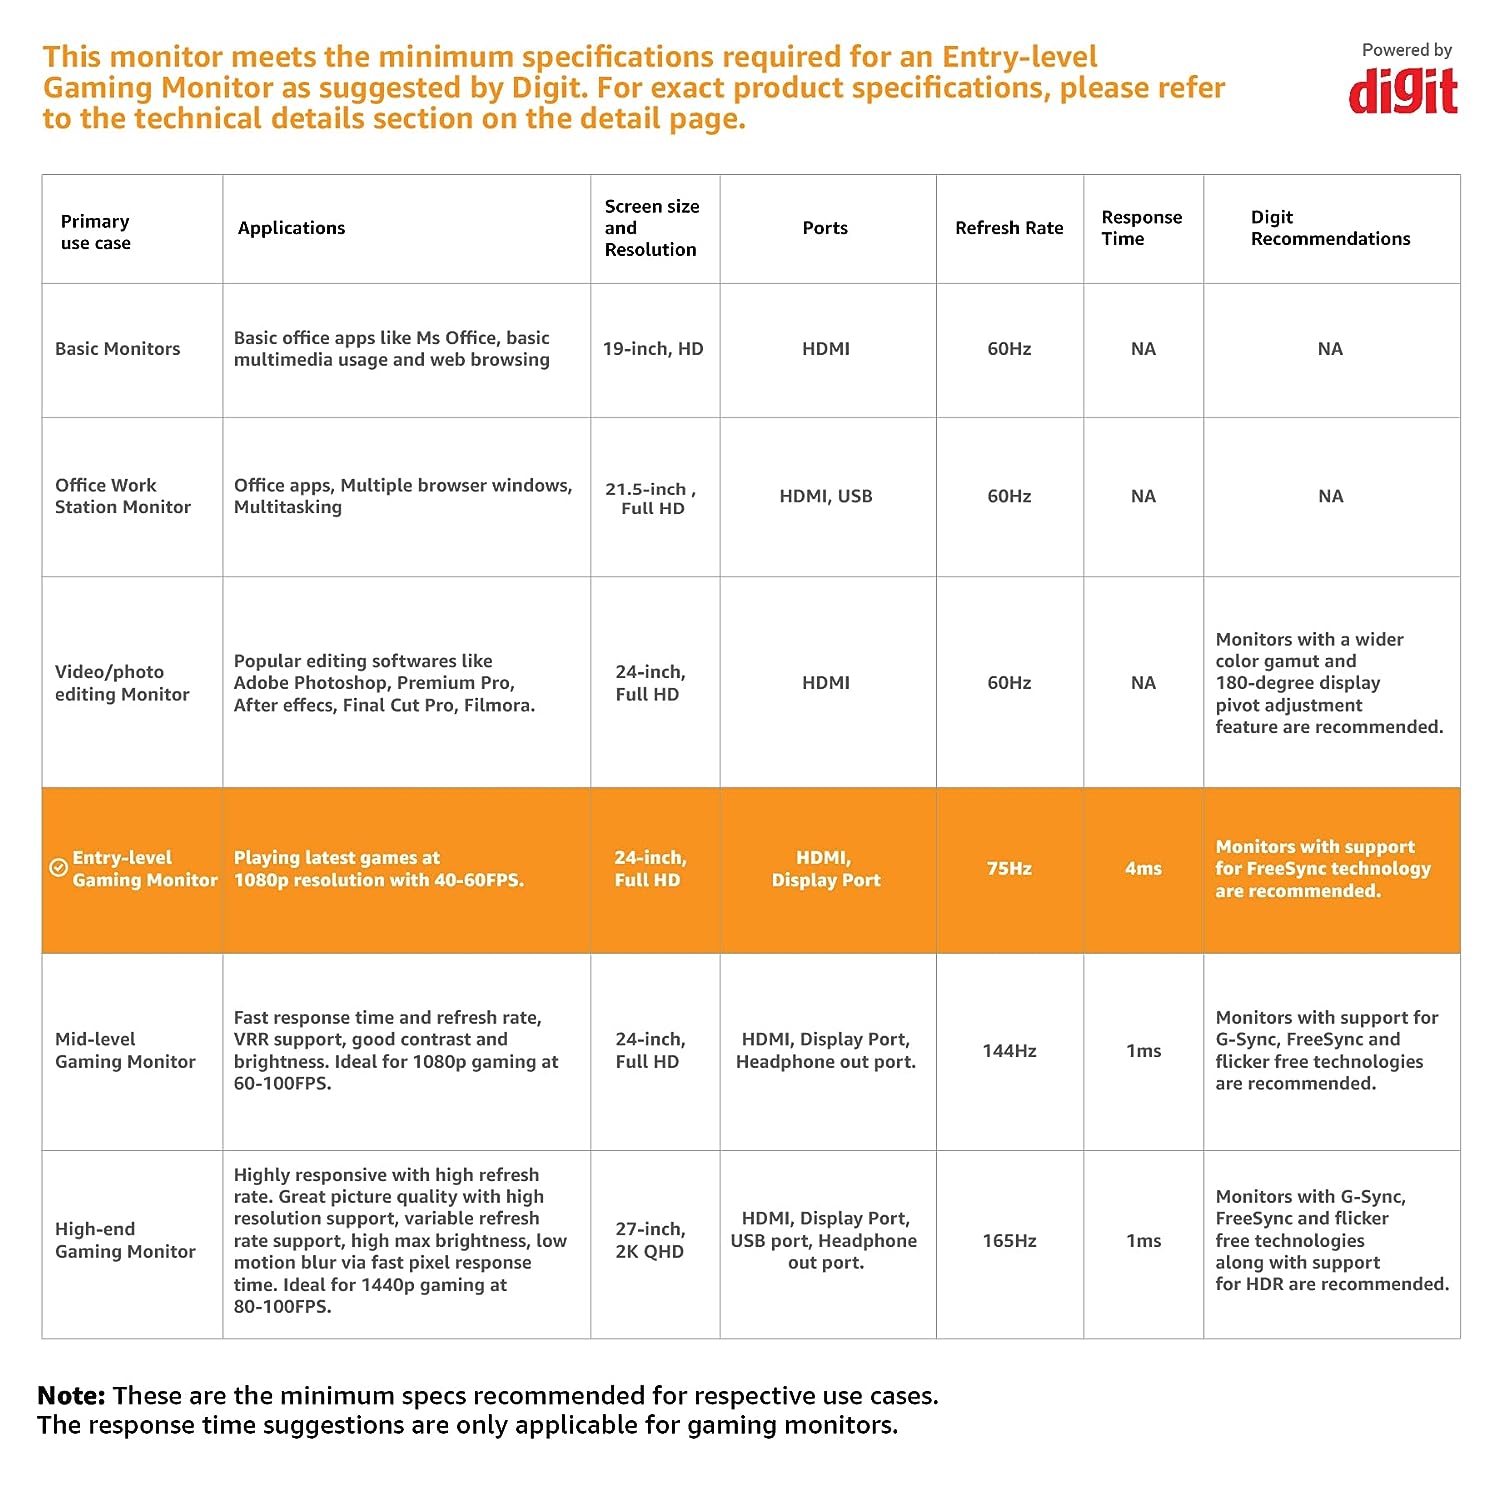 This monitor meets the minimum specifications required for an Entry-level
Gaming Monitor as suggested by Digit. For exact product specifications, please refer
to the technical details section on the detail page.
Powered by
digit
Primary
use case
Applications
Screen size
and
Resolution
Ports
Refresh Rate
Response
Time
Digit
Recommendations
Basic Monitors
Basic office apps like Ms Office, basic
multimedia usage and web browsing
19-inch, HD
HDMI
60Hz
NA
NA
Office Work
Station Monitor
Office apps, Multiple browser windows,
Multitasking
21.5-inch ,
Full HD
HDMI, USB
60Hz
NA
NA
Video/photo
editing Monitor
Popular editing softwares like
Adobe Photoshop, Premium Pro,
After effecs, Final Cut Pro, Filmora.
24-inch,
Full HD
HDMI
60Hz
NA
Monitors with a wider
color gamut and
180-degree display
pivot adjustment
feature are recommended.
Entry-level
Gaming Monitor
Playing latest games at
1080p resolution with 40-60FPS.
24-inch,
Full HD
HDMI,
Display Port
75Hz
4ms
Monitors with support
for FreeSync technology
are recommended.
Mid-level
Gaming Monitor
Fast response time and refresh rate,
VRR support, good contrast and
brightness. Ideal for 1080p gaming at
60-100FPS.
24-inch,
Full HD
HDMI, Display Port,
Headphone out port.
144Hz
1ms
Monitors with support for
G-Sync, FreeSync and
flicker free technologies
are recommended.
High-end
Gaming Monitor
Highly responsive with high refresh
rate. Great picture quality with high
resolution support, variable refresh
rate support, high max brightness, low
motion blur via fast pixel response
time. Ideal for 1440p gaming at
80-100FPS.
27-inch,
2K QHD
HDMI, Display Port,
USB port, Headphone
out port.
165Hz
1ms
Monitors with G-Sync,
FreeSync and flicker
free technologies
along with support
for HDR are recommended.
Note: These are the minimum specs recommended for respective use cases.
The response time suggestions are only applicable for gaming monitors.